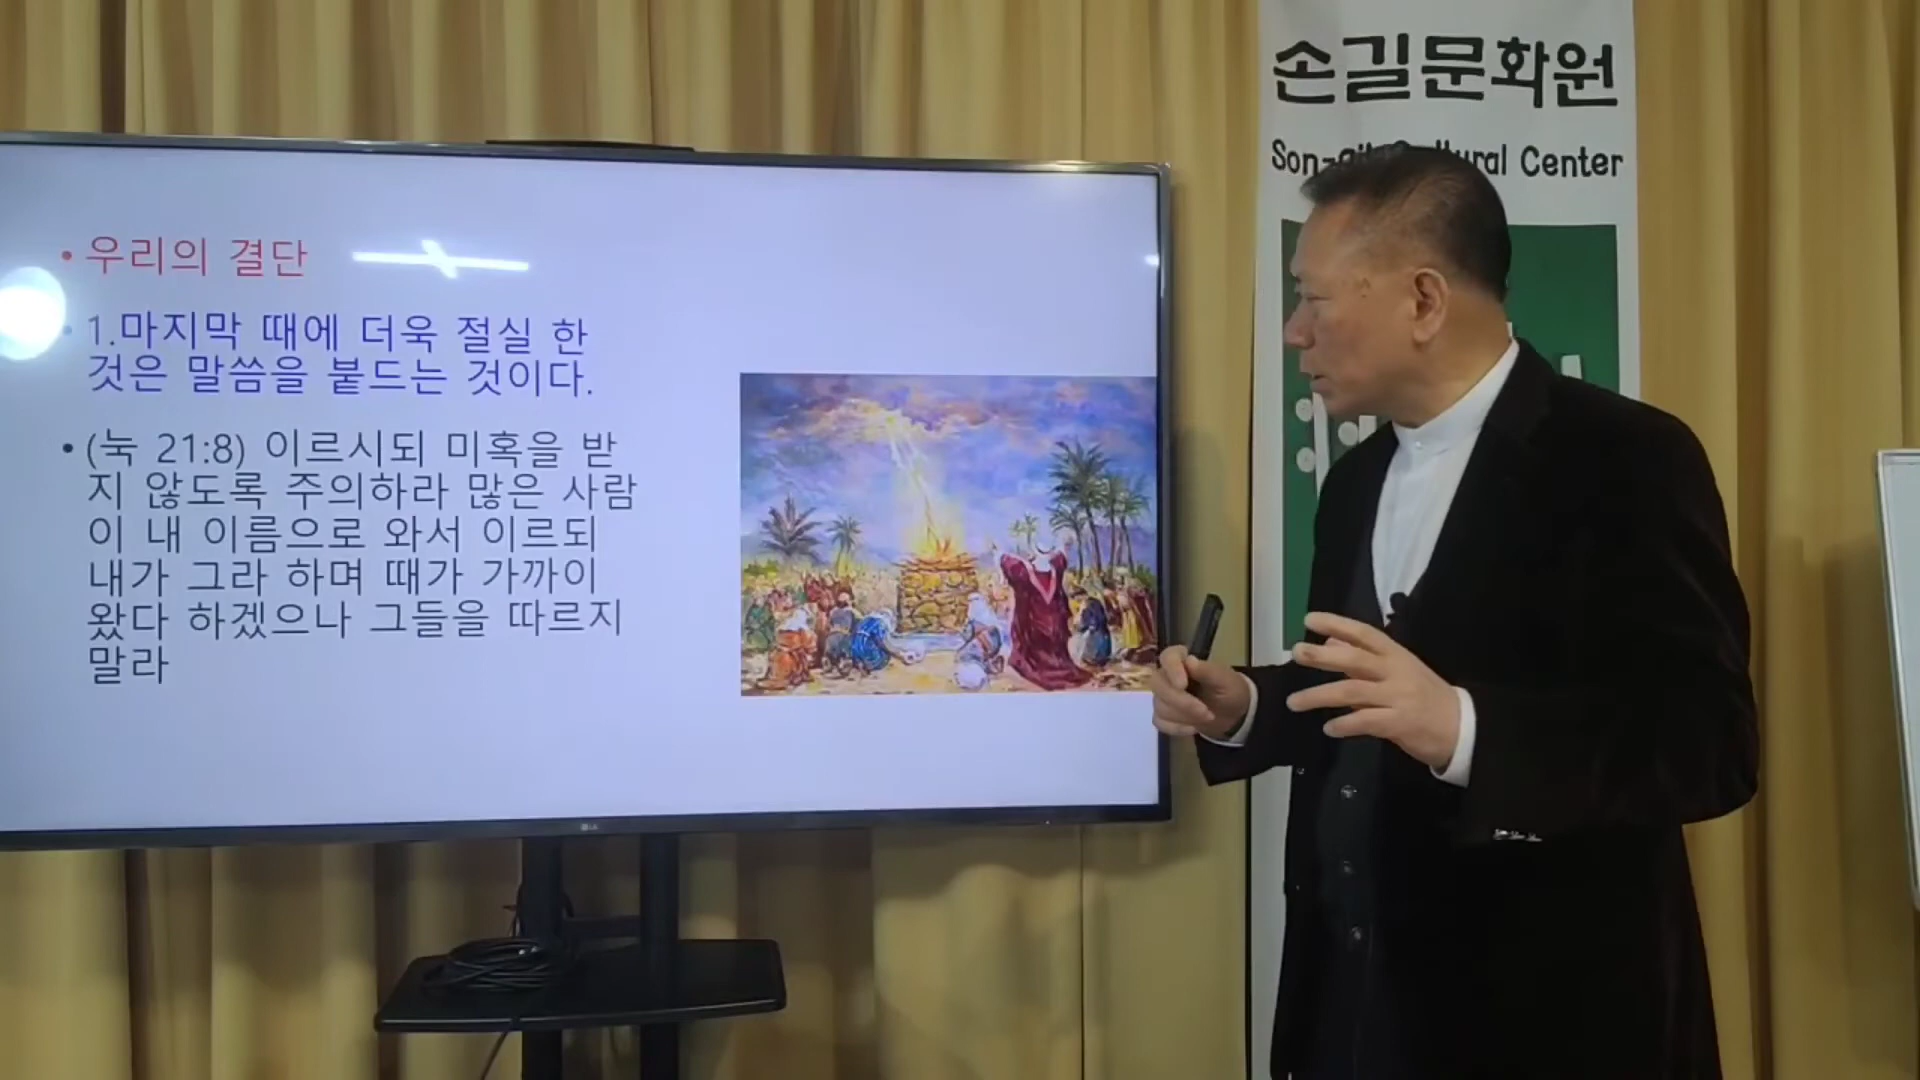 손길문화원
Son-gil Cultural Center
• 우리의 결단
• 1.마지막 때에 더욱 절실 한
것은 말씀을 붙드는 것이다.
• (눅 21:8) 이르시되 미혹을 받
지 않도록 주의하라 많은 사람
이 내 이름으로 와서 이르되
내가 그라 하며 때가 가까이
왔다 하겠으나 그들을 따르지
말라
LG